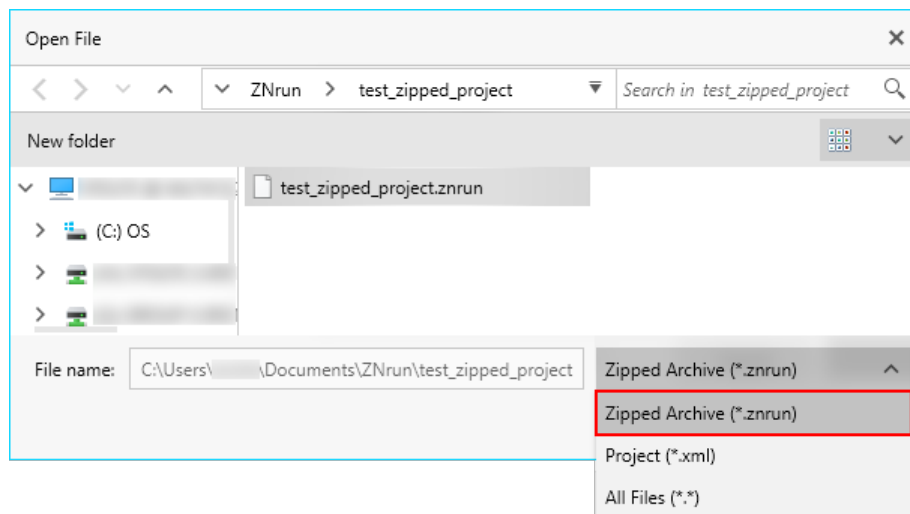 Open File
ZNrun > test_zipped_project
Search in test_zipped_project
New folder
test_zipped_project.znrun
(C:) OS
File name:
C:\Users\ \Documents\ZNrun\test_zipped_project
Zipped Archive (*.znrun)
Zipped Archive (*.znrun)
Project (*.xml)
All Files (*.*)